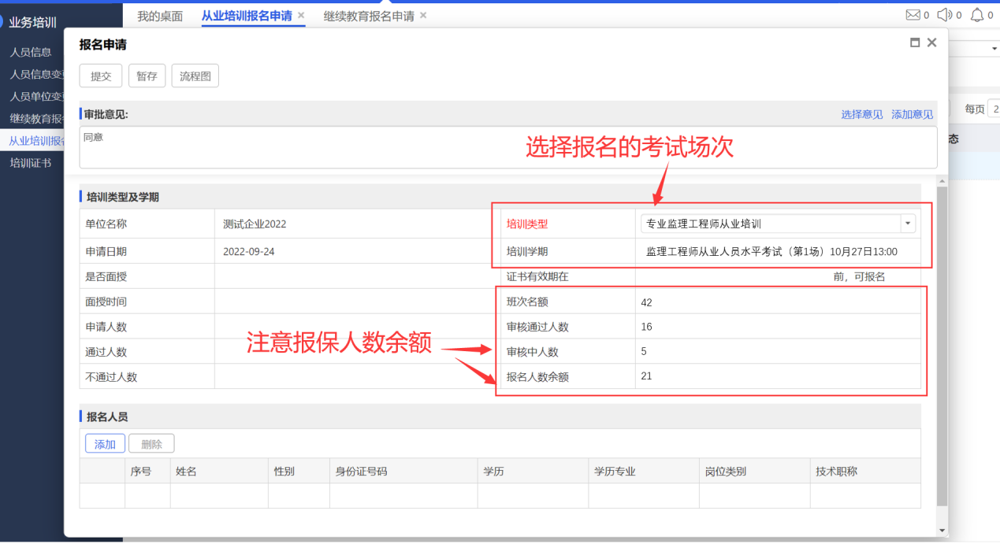 业务培训
我的桌面 从业培训报名申请 × 继续教育报名申请 × 0 0 0
人员信息
人员信息变
人员单位变
继续教育报
从业培训报
培训证书
报名申请
提交 暂存 流程图
审批意见: 选择意见 添加意见
每页 2
同意
态
选择报名的考试场次
培训类型及学期
单位名称 测试企业2022 培训类型 专业监理工程师从业培训
申请日期 2022-09-24 培训学期 监理工程师从业人员水平考试（第1场）10月27日13:00
是否面授 证书有效期在 前，可报名
面授时间 班次名额 42
申请人数 审核通过人数 16
注意报保人数余额
通过人数 审核中人数 5
不通过人数 报名人数余额 21
报名人员
添加 删除
序号 姓名 性别 身份证号码 学历 学历专业 岗位类别 技术职称